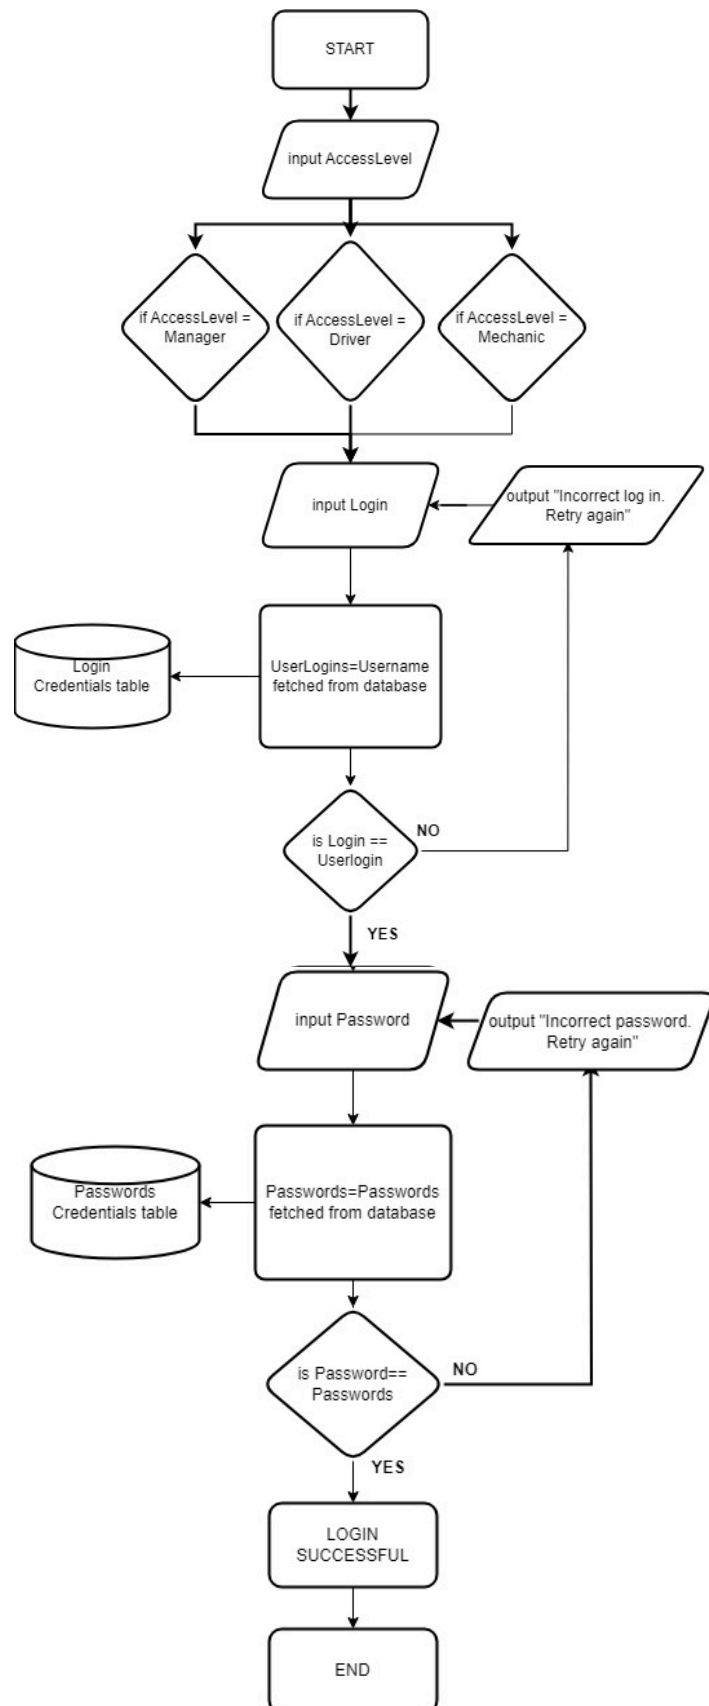 START
input AccessLevel
if AccessLevel =
Manager
if AccessLevel =
Driver
if AccessLevel =
Mechanic
input Login
output "Incorrect log in.
Retry again"
Login
Credentials table
UserLogins=Username
fetched from database
is Login ==
Userlogin
NO
YES
input Password
output "Incorrect password.
Retry again"
Passwords
Credentials table
Passwords=Passwords
fetched from database
is Password==
Passwords
NO
YES
LOGIN
SUCCESSFUL
END